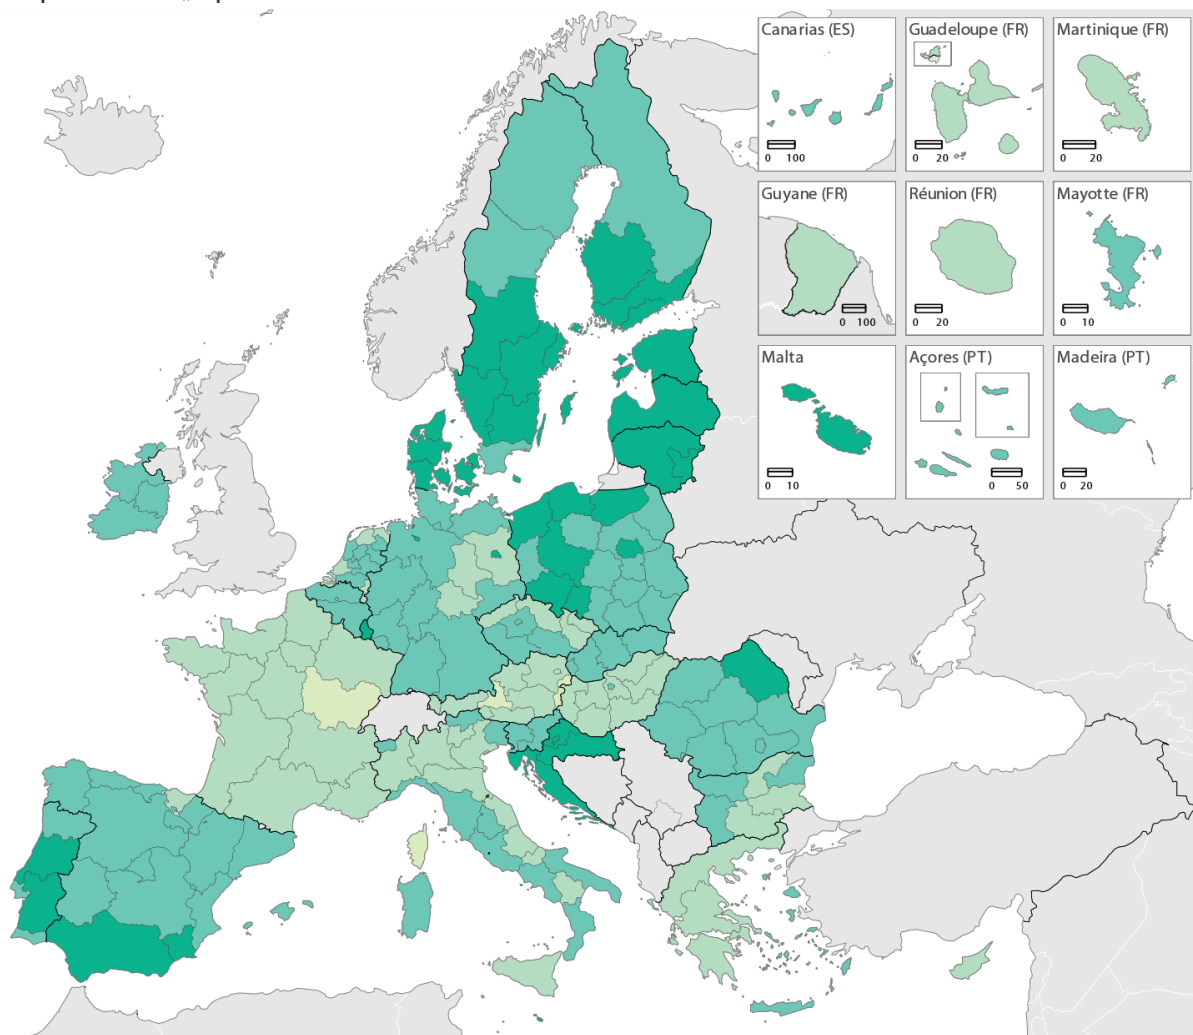 Canarias (ES)
0 100
Guadeloupe (FR)
0 20
Martinique (FR)
0 20
Guyane (FR)
0 100
Réunion (FR)
0 20
Mayotte (FR)
0 10
Malta
0 10
Açores (PT)
0 50
Madeira (PT)
0 20